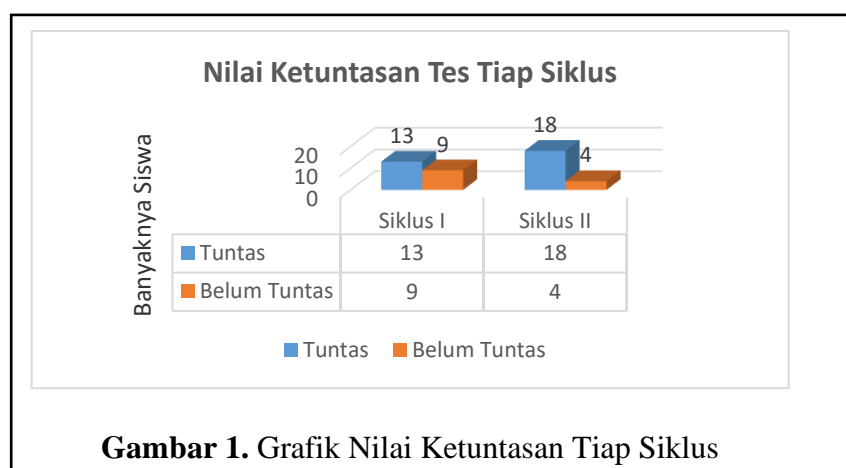 Nilai Ketuntasan Tes Tiap Siklus
Banyaknya Siswa
20
10
0
13
9
18
4
Siklus I Siklus II
Tuntas 13 18
Belum Tuntas 9 4
Tuntas Belum Tuntas
Gambar 1. Grafik Nilai Ketuntasan Tiap Siklus